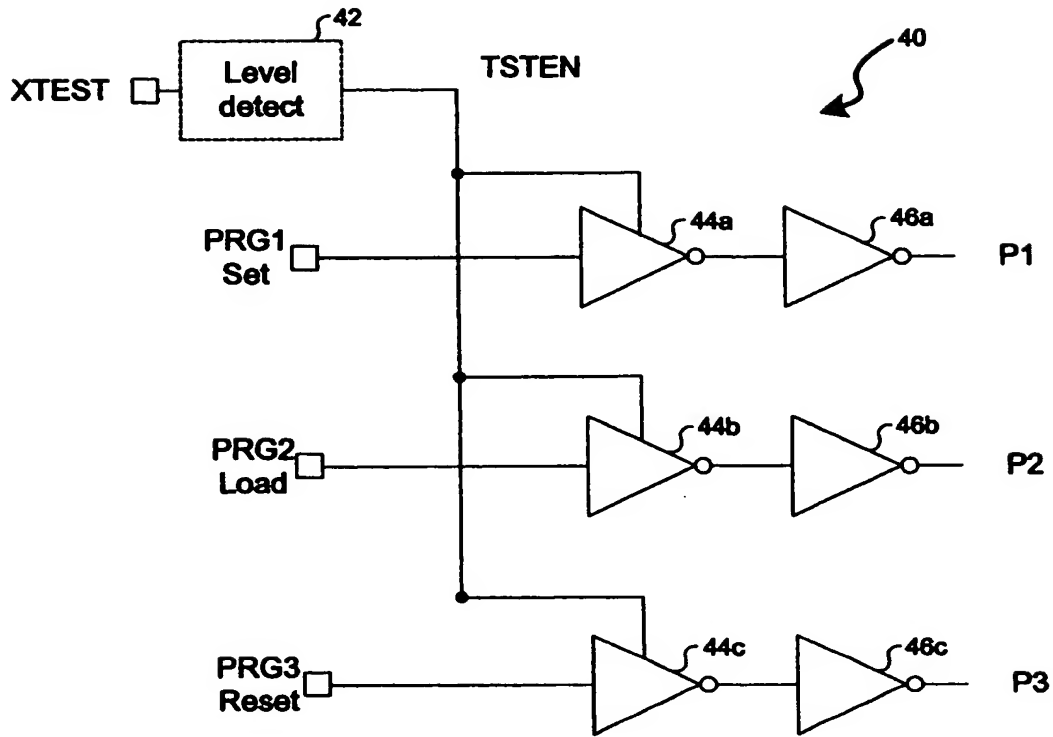 42
40
XTEST
Level
detect
TSTEN
PRG1
Set
44a
46a
P1
PRG2
Load
44b
46b
P2
PRG3
Reset
44c
46c
P3